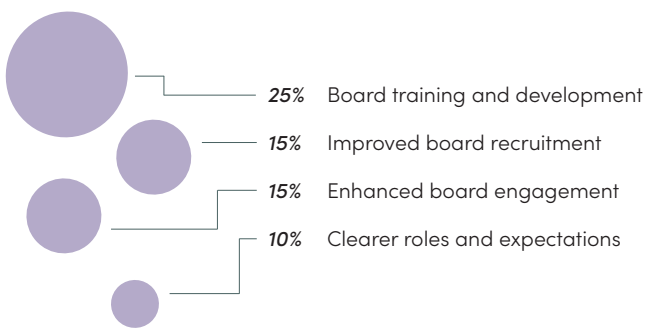 25% Board training and development
15% Improved board recruitment
15% Enhanced board engagement
10% Clearer roles and expectations